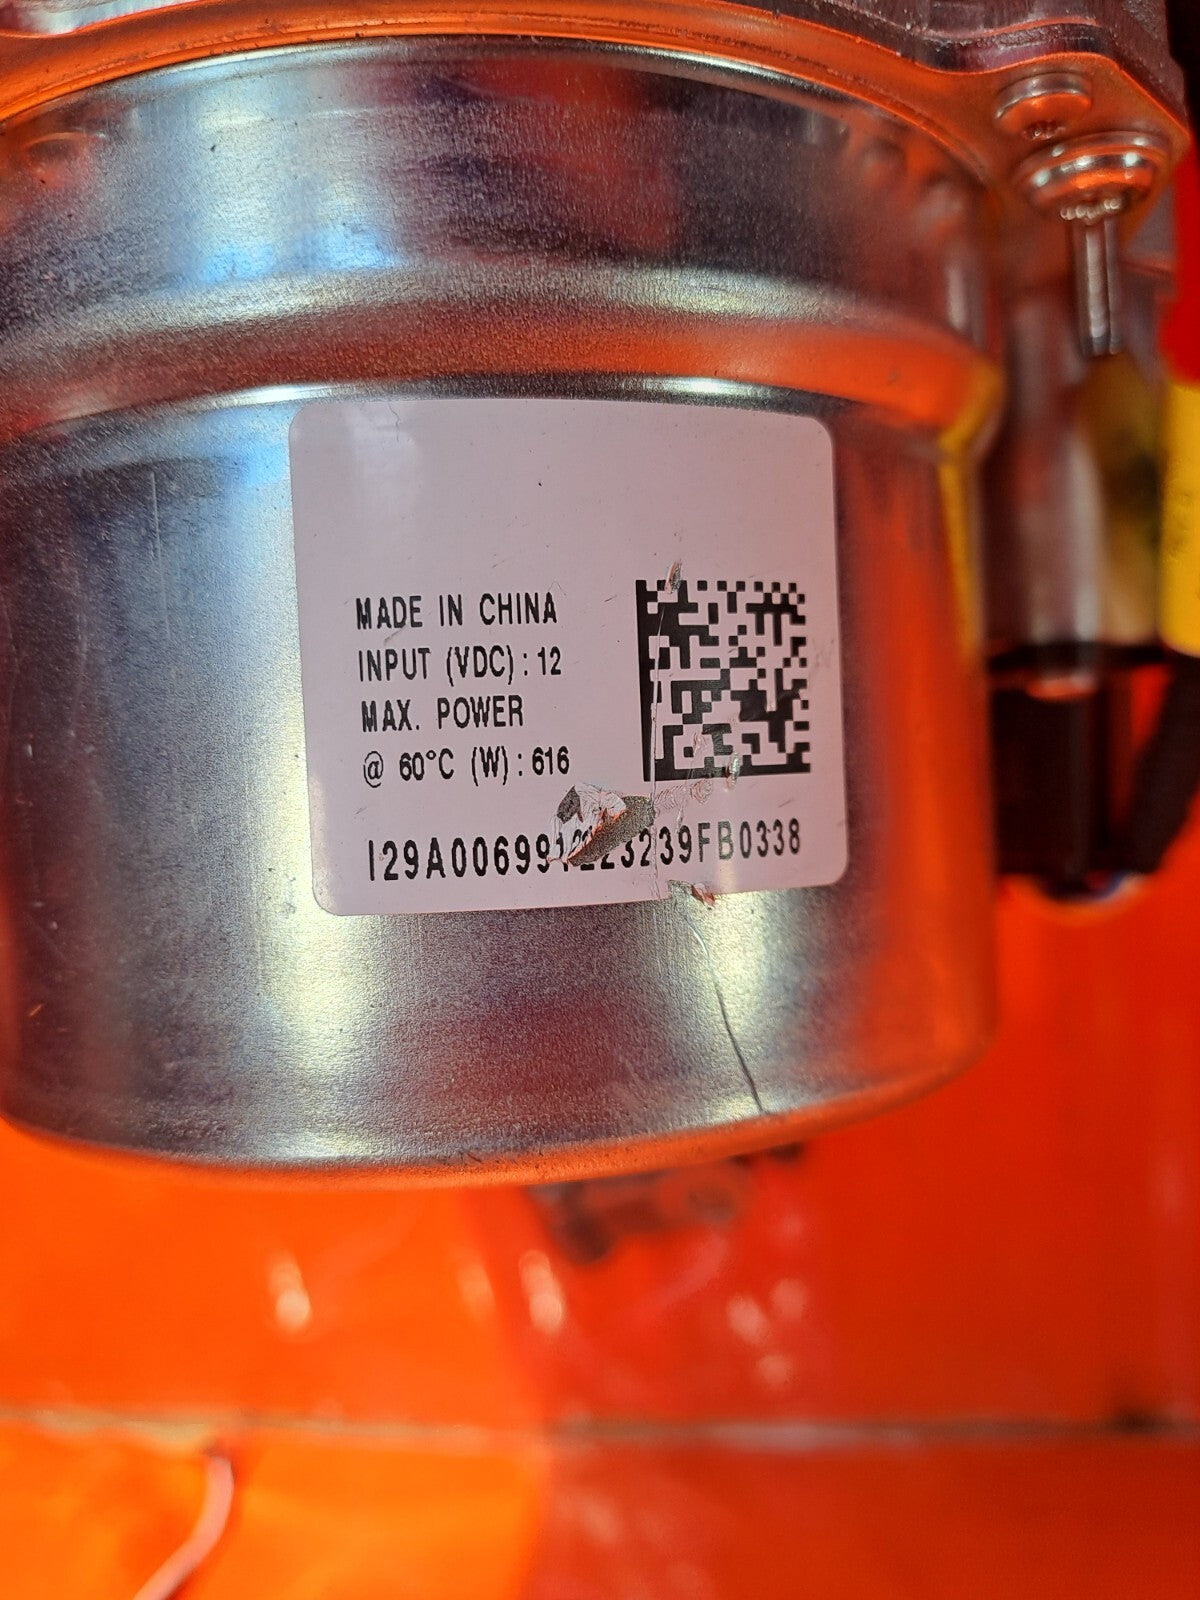 MADE IN CHINA
INPUT (VDC) : 12
MAX. POWER
@ 60°C (W) : 616